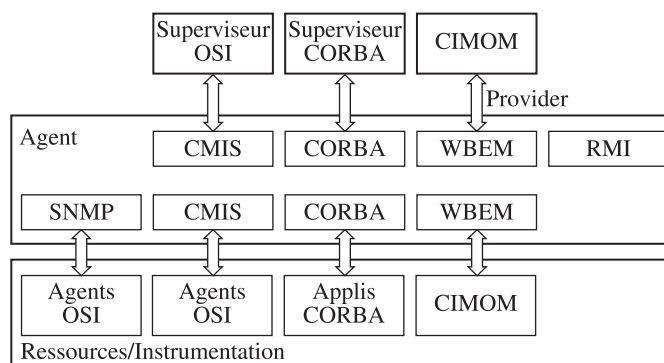 Superviseur Superviseur CIMOM
OSI CORBA
Provider
Agent
CMIS CORBA WBEM RMI
SNMP CMIS CORBA WBEM
Agents Agents Applis CIMOM
OSI OSI CORBA
Ressources/Instrumentation